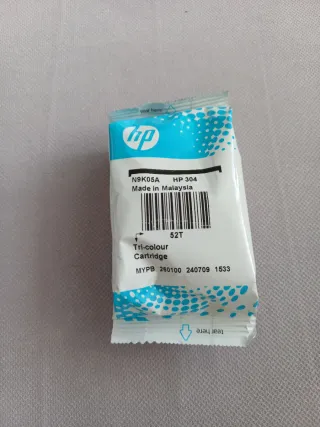 hp
N9K05A HP 304
Made in Malaysia
52T
Tri-colour
Cartridge
MYPB 260100 240709 1533
tear here